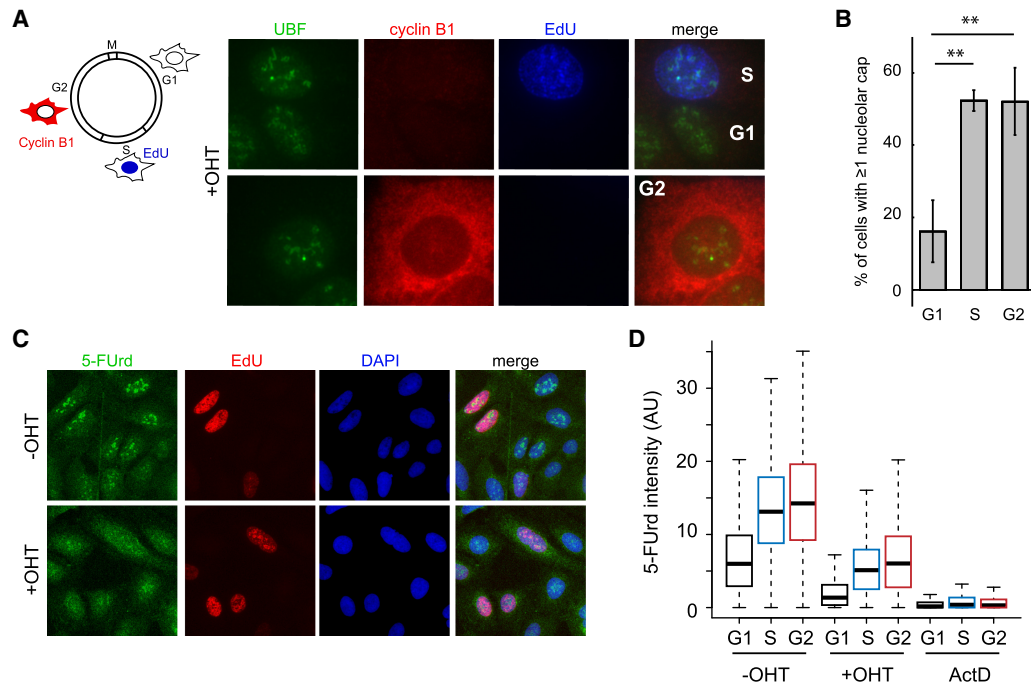 A
M
G1
G2
Cyclin B1
S
EdU
UBF
cyclin B1
EdU
merge
+OHT
S
G1
G2
B
**
**
% of cells with ≥1 nucleolar cap
60
20
0
G1 S G2
C
5-FUrd
EdU
DAPI
merge
-OHT
+OHT
D
5-FUrd intensity (AU)
30
20
10
0
G1 S G2 G1 S G2 G1 S G2
-OHT +OHT ActD